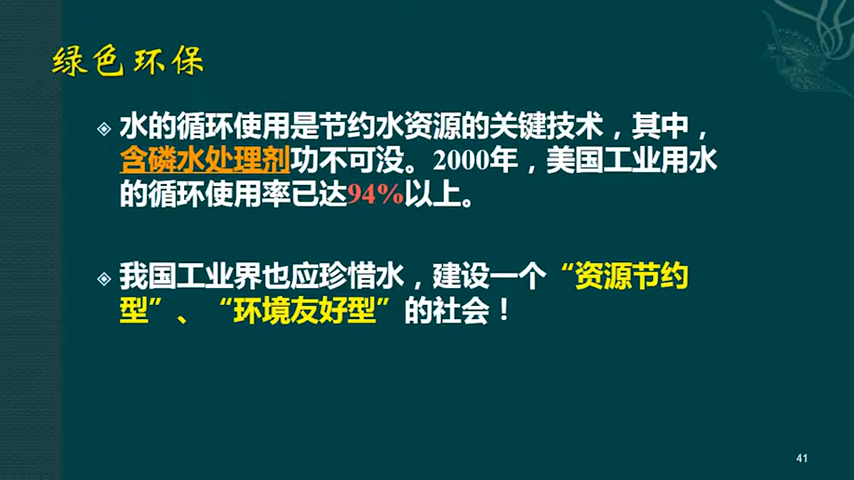 绿色环保
水的循环使用是节约水资源的关键技术，其中，
含磷水处理剂功不可没。2000年，美国工业用水
的循环使用率已达94%以上。
我国工业界也应珍惜水，建设一个“资源节约
型”、“环境友好型”的社会！
41